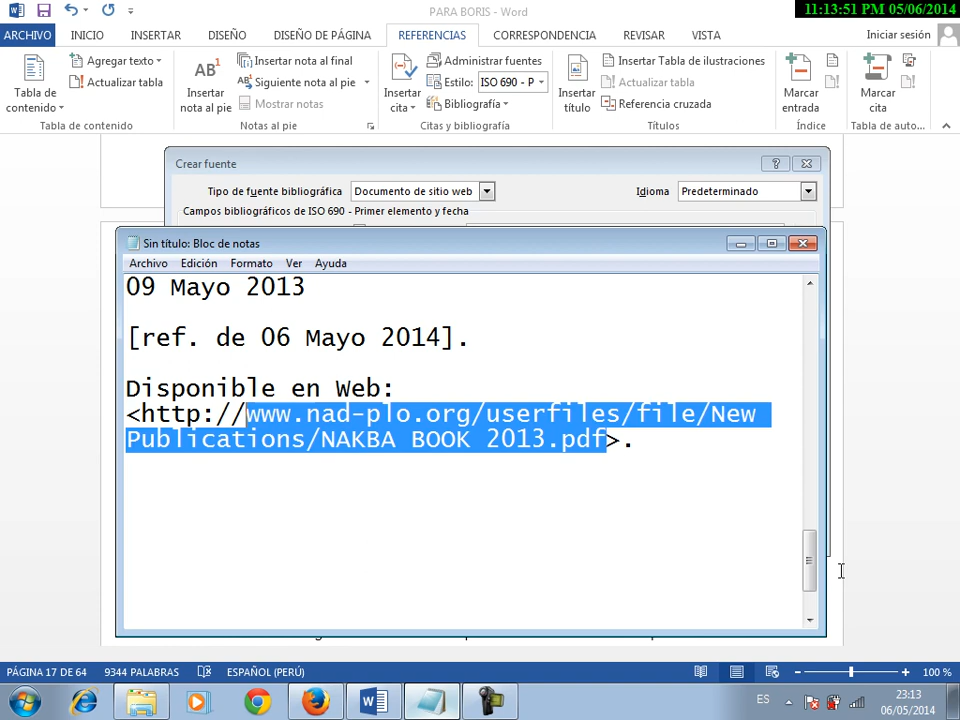 PARA BORIS - Word
11:13:51 PM 05/06/2014
ARCHIVO INICIO INSERTAR DISEÑO DISEÑO DE PÁGINA REFERENCIAS CORRESPONDENCIA REVISAR VISTA Iniciar sesión
Tabla de contenido
Agregar texto
Actualizar tabla
Tabla de contenido
AB1
Insertar nota al pie
Insertar nota al final
Siguiente nota al pie
Mostrar notas
Notas al pie
Insertar cita
Administrar fuentes
Estilo: ISO 690 - P
Bibliografía
Citas y bibliografía
Insertar título
Insertar Tabla de ilustraciones
Actualizar tabla
Referencia cruzada
Títulos
Marcar entrada
Índice
Marcar cita
Tabla de auto...
Crear fuente
Tipo de fuente bibliográfica Documento de sitio web Idioma Predeterminado
Campos bibliográficos de ISO 690 - Primer elemento y fecha
Sin título: Bloc de notas
Archivo Edición Formato Ver Ayuda
09 Mayo 2013
[ref. de 06 Mayo 2014].
Disponible en Web:
<http://www.nad-plo.org/userfiles/file/New
Publications/NAKBA BOOK 2013.pdf>.
PÁGINA 17 DE 64 9344 PALABRAS ESPAÑOL (PERÚ) 100 %
ES
23:13
06/05/2014